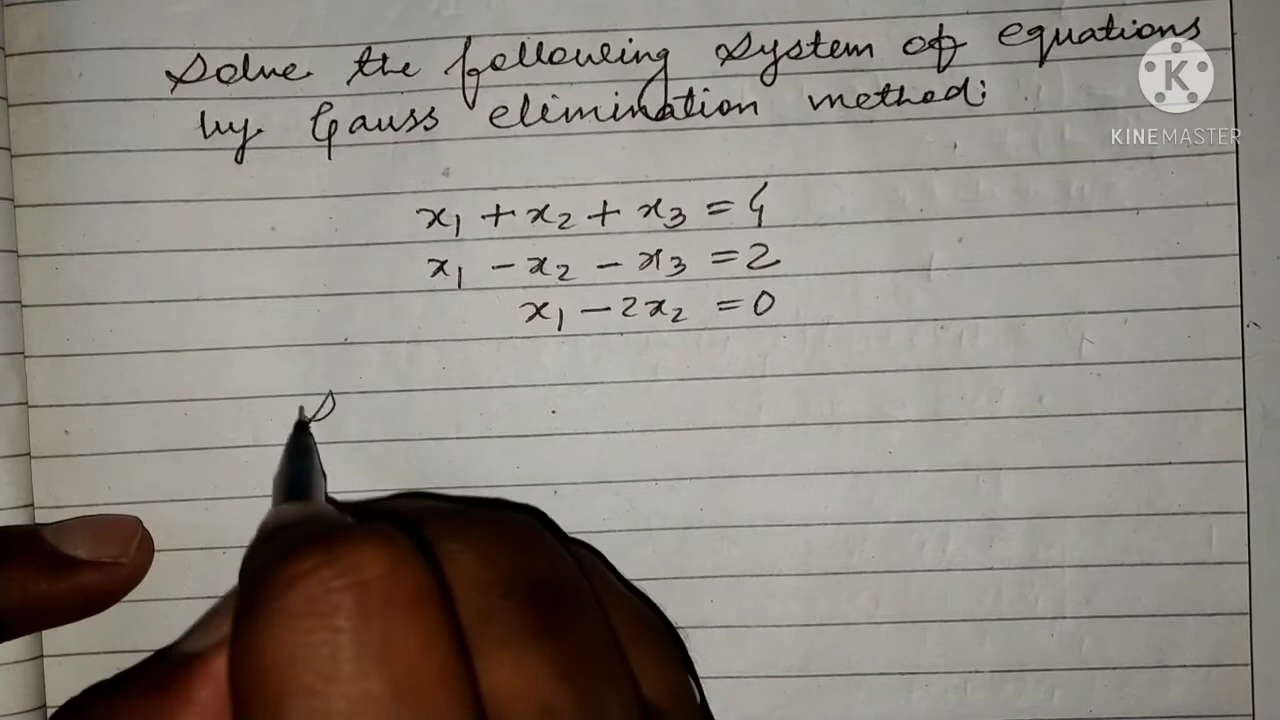 Solve the following system of equations
by Gauss elimination method:
x₁ + x₂ + x₃ = 4
x₁ - x₂ - x₃ = 2
x₁ - 2x₂ = 0
K
KINEMASTER